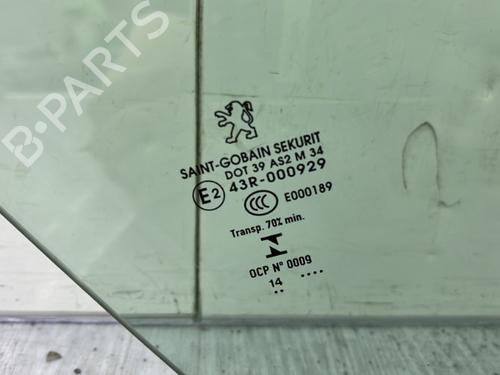 B-PARTS
SAINT-GOBAIN SEKURIT
DOT 39 AS2 M 34
E2 43R-000929
CCC E000189
Transp. 70% min.
OCP N° 0009
14